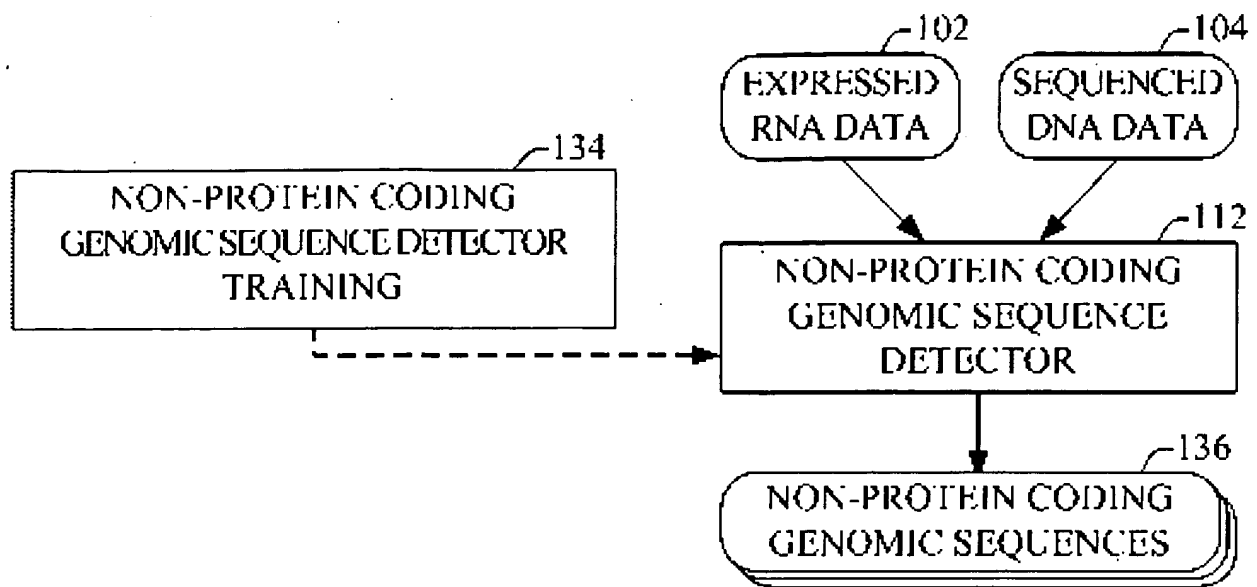 102
104
EXPRESSED
RNA DATA
SEQUENCED
DNA DATA
134
NON-PROTEIN CODING
GENOMIC SEQUENCE DETECTOR
TRAINING
112
NON-PROTEIN CODING
GENOMIC SEQUENCE
DETECTOR
136
NON-PROTEIN CODING
GENOMIC SEQUENCES